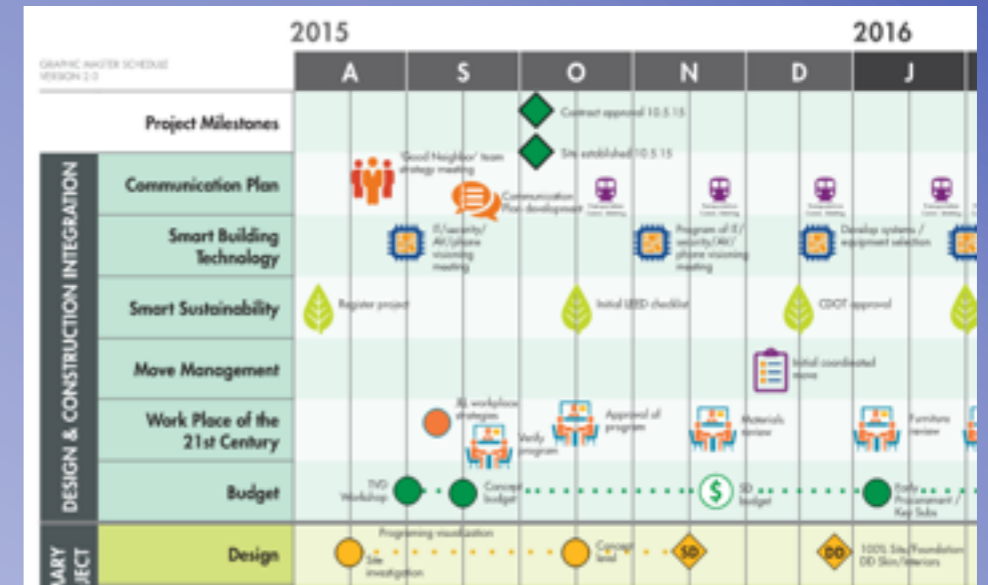 2015
2016
GRAPHIC MASTER SCHEDULE
VERSION 2.0
A
S
O
N
D
J
Project Milestones
Contract approval 10.5.15
Site established 10.5.15
DESIGN & CONSTRUCTION INTEGRATION
Communication Plan
'Good Neighbor' team
strategy meeting
Communication
Plan development
Smart Building
Technology
IT/security/
AV/phone
visioning
meeting
Program of IT/
security/AV/
phone visioning
meeting
Develop systems /
equipment selection
Smart Sustainability
Register project
Initial LEED checklist
CDOT approval
Move Management
Initial coordinated
move
Work Place of the
21st Century
workplace
strategies
Verify
program
Approval of
program
Materials
review
Furniture
review
Budget
TVD
Workshop
Concept
budget
$
SD
budget
Early
Procurement /
Key Subs
ARY
JECT
Design
Programing visualization
Site
investigation
Concept
level
SD
DD
100% Site/Foundation
DD Skin/Interiors